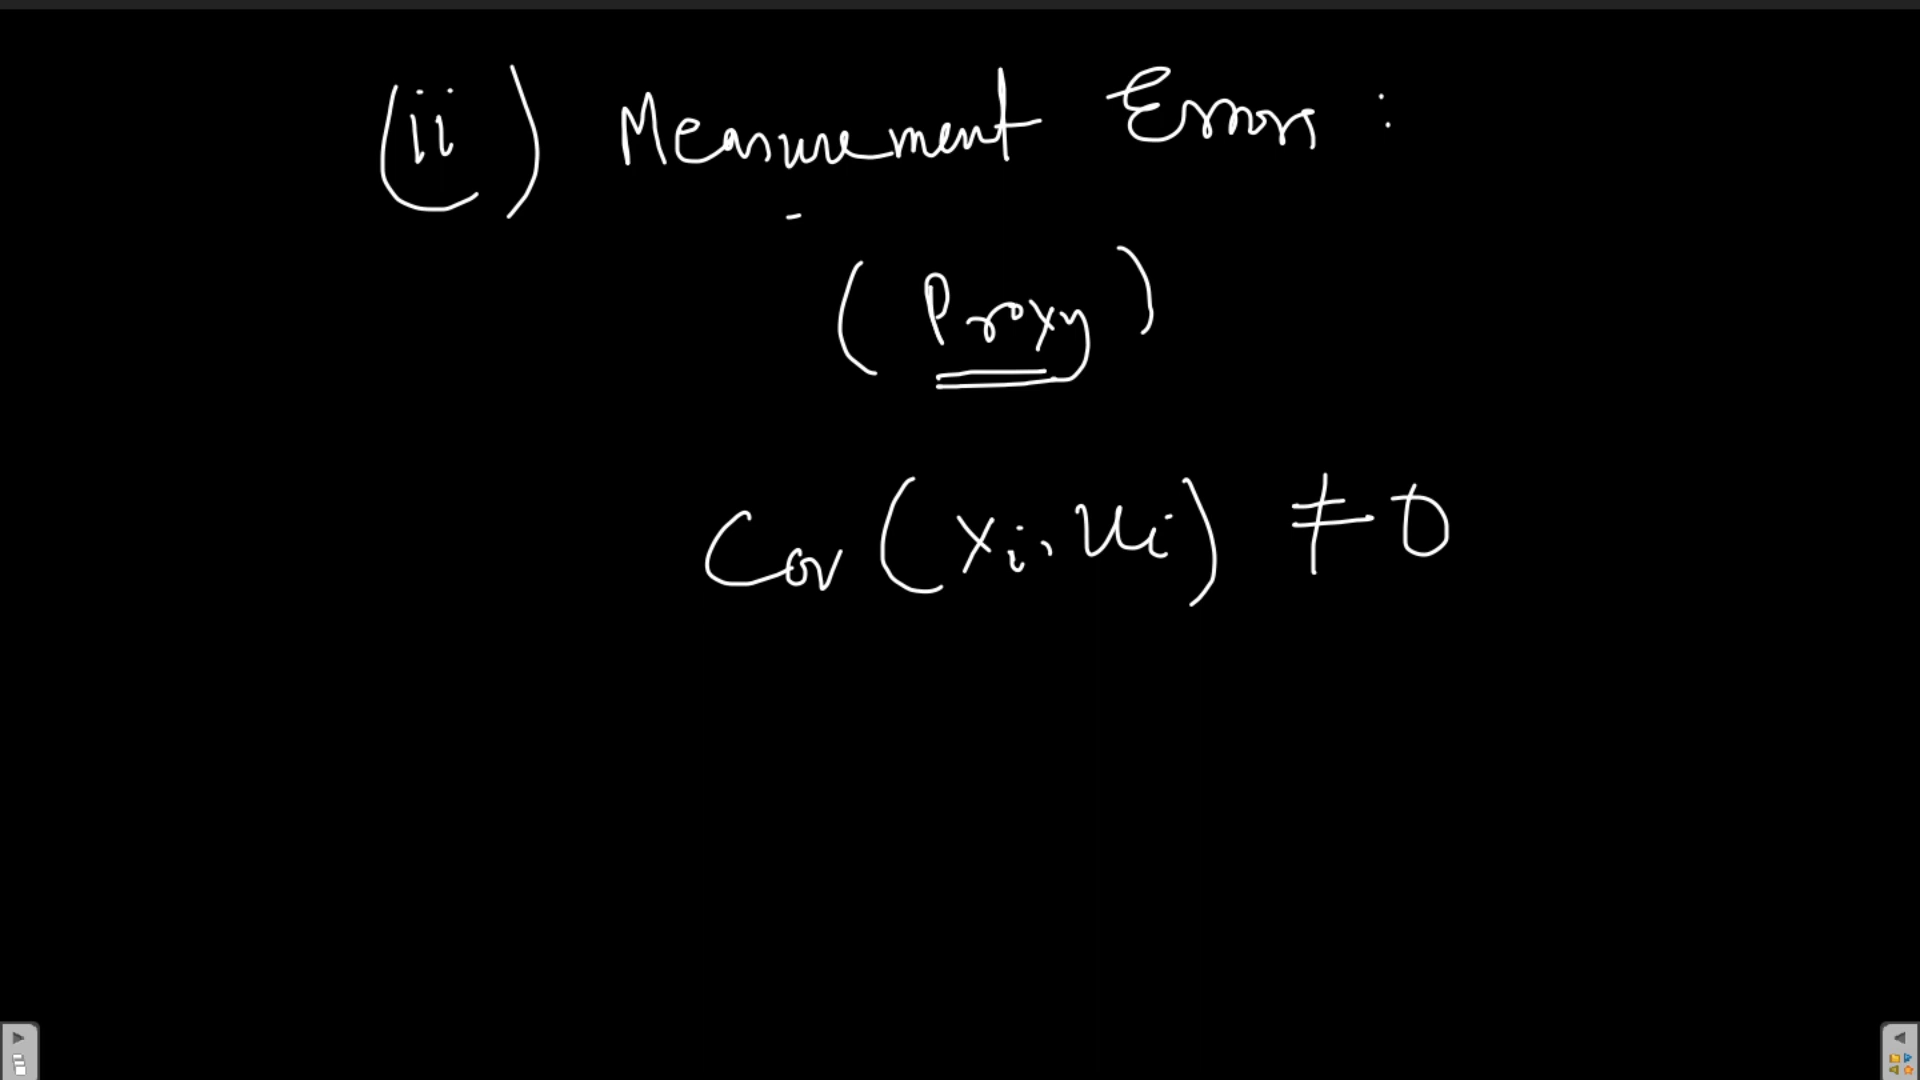 (ii) Measurement Errors :
(Proxy)
Cov (Xi, ui) ≠ 0